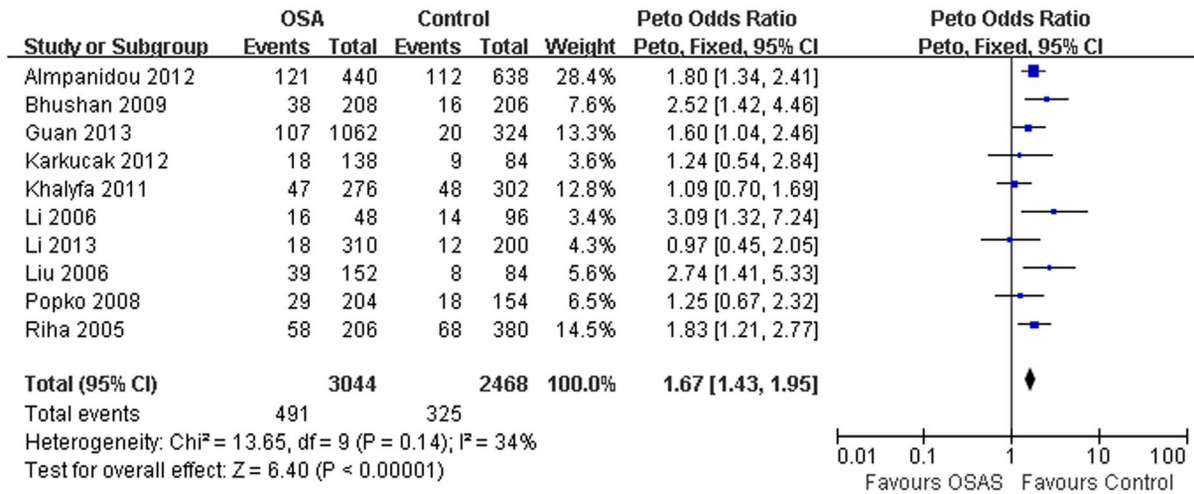 OSA Control Peto Odds Ratio Peto Odds Ratio
Study or Subgroup Events Total Events Total Weight Peto, Fixed, 95% CI Peto, Fixed, 95% CI
Almpanidou 2012 121 440 112 638 28.4% 1.80 [1.34, 2.41]
Bhushan 2009 38 208 16 206 7.6% 2.52 [1.42, 4.46]
Guan 2013 107 1062 20 324 13.3% 1.60 [1.04, 2.46]
Karkucak 2012 18 138 9 84 3.6% 1.24 [0.54, 2.84]
Khalyfa 2011 47 276 48 302 12.8% 1.09 [0.70, 1.69]
Li 2006 16 48 14 96 3.4% 3.09 [1.32, 7.24]
Li 2013 18 310 12 200 4.3% 0.97 [0.45, 2.05]
Liu 2006 39 152 8 84 5.6% 2.74 [1.41, 5.33]
Popko 2008 29 204 18 154 6.5% 1.25 [0.67, 2.32]
Riha 2005 58 206 68 380 14.5% 1.83 [1.21, 2.77]
Total (95% CI) 3044 2468 100.0% 1.67 [1.43, 1.95]
Total events 491 325
Heterogeneity: Chi² = 13.65, df = 9 (P = 0.14); I² = 34%
Test for overall effect: Z = 6.40 (P < 0.00001)
0.01 0.1 1 10 100
Favours OSAS Favours Control